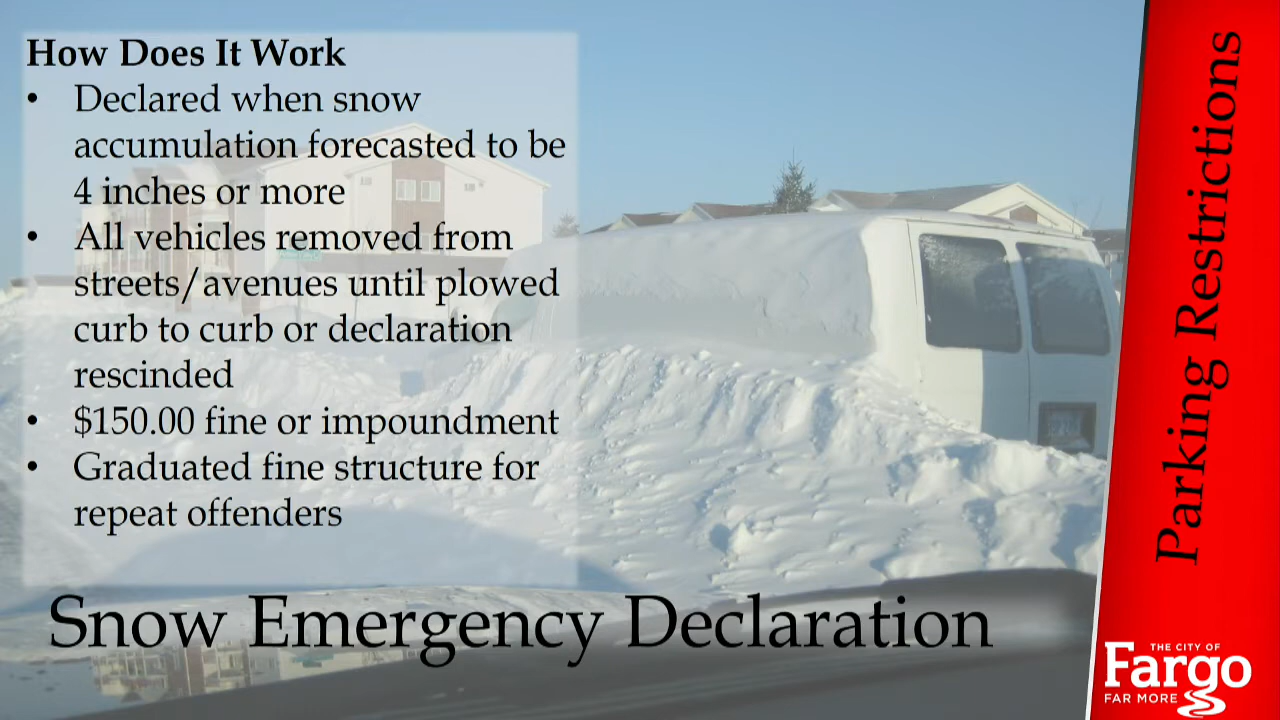 How Does It Work
• Declared when snow
accumulation forecasted to be
4 inches or more
• All vehicles removed from
streets/avenues until plowed
curb to curb or declaration
rescinded
• $150.00 fine or impoundment
• Graduated fine structure for
repeat offenders
Snow Emergency Declaration
Parking Restrictions
THE CITY OF
Fargo
FAR MORE